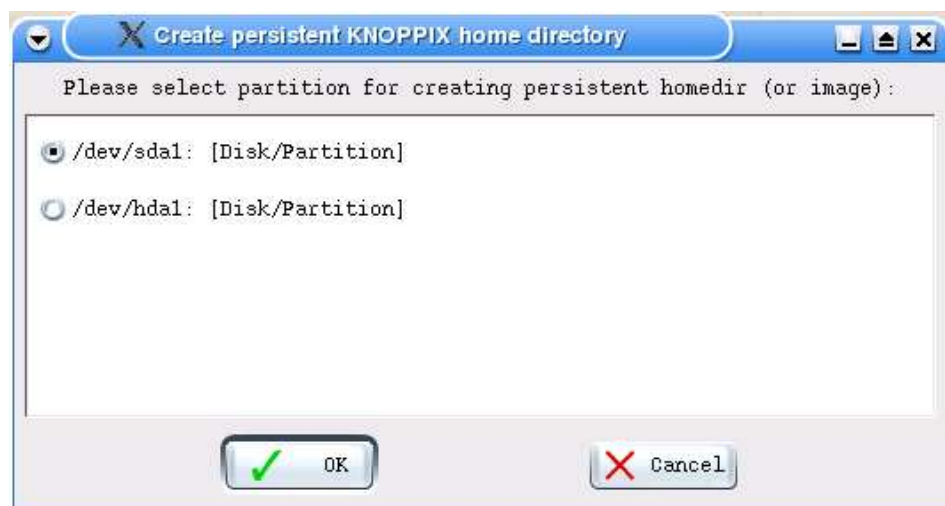 Create persistent KNOPPIX home directory
Please select partition for creating persistent homedir (or image):
/dev/sda1: [Disk/Partition]
/dev/hda1: [Disk/Partition]
OK Cancel